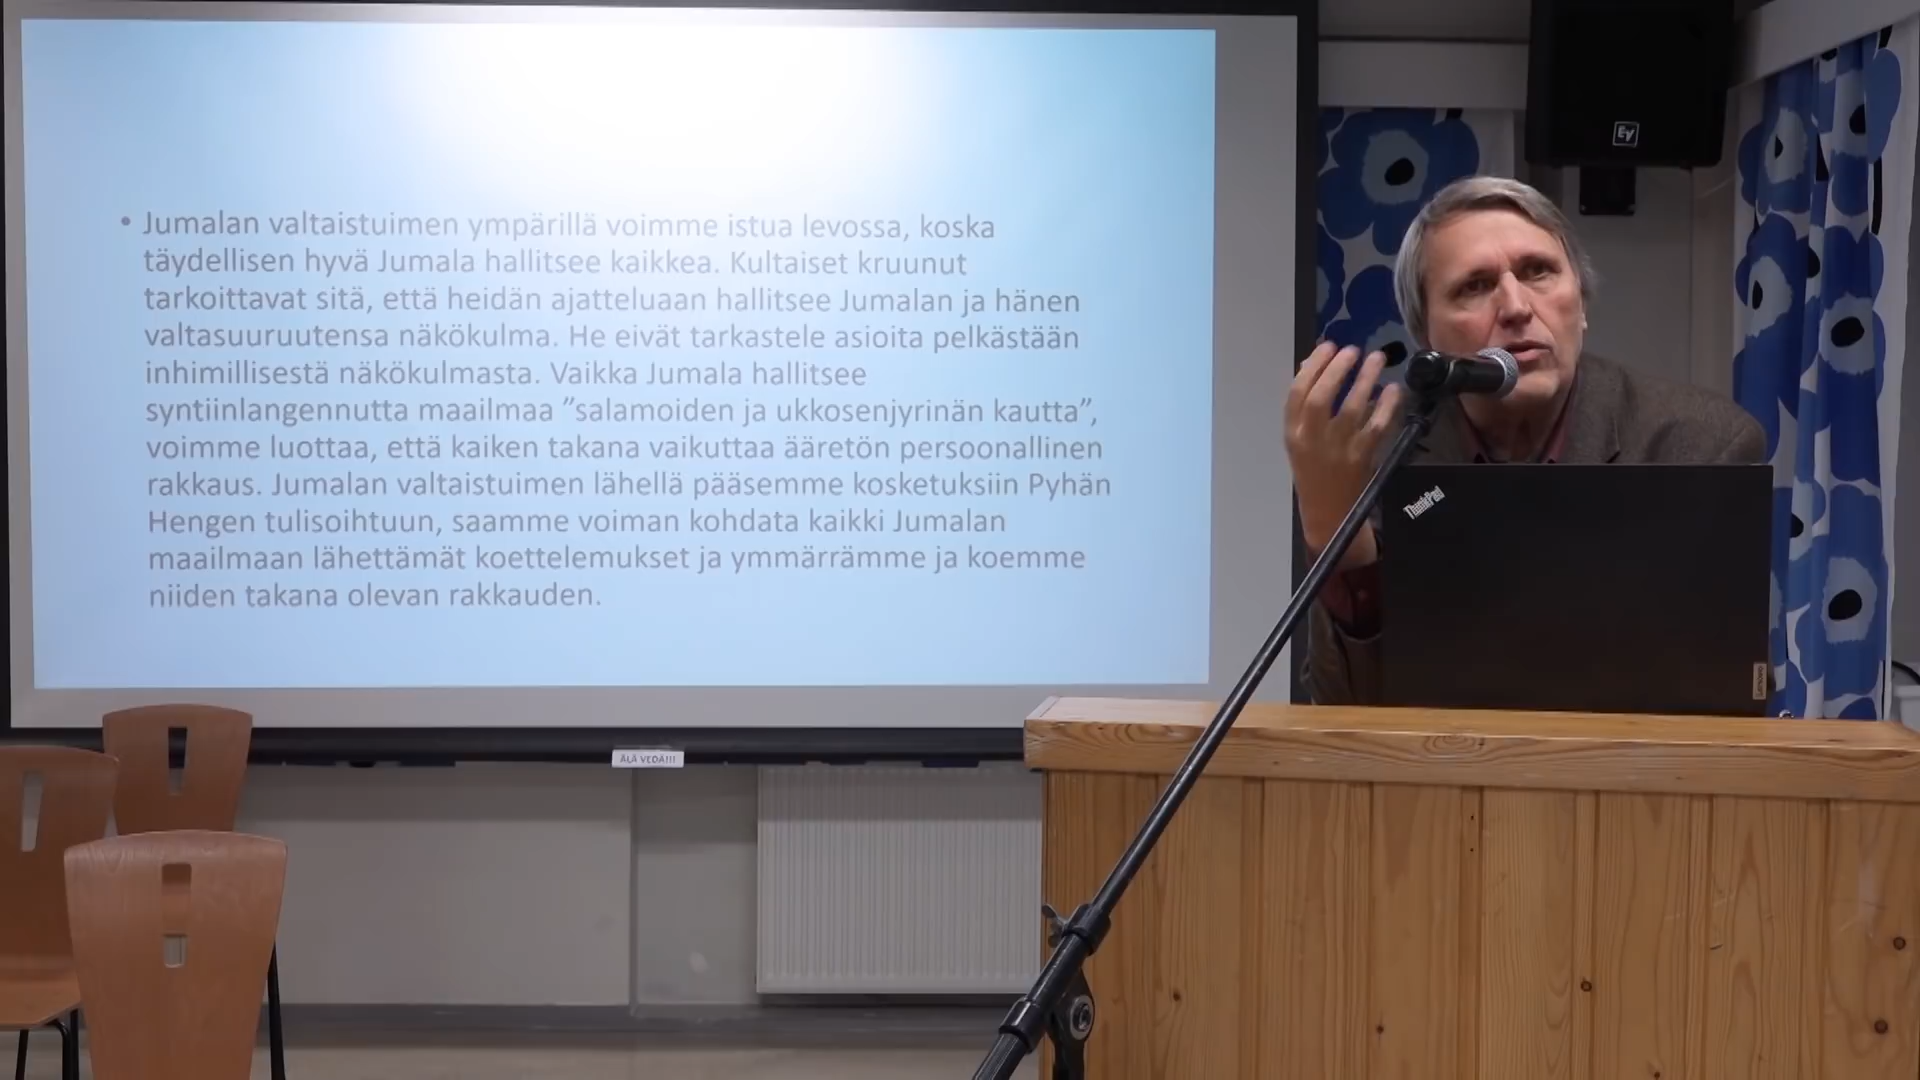 • Jumalan valtaistuimen ympärillä voimme istua levossa, koska
täydellisen hyvä Jumala hallitsee kaikkea. Kultaiset kruunut
tarkoittavat sitä, että heidän ajatteluaan hallitsee Jumalan ja hänen
valtasuuruutensa näkökulma. He eivät tarkastele asioita pelkästään
inhimillisestä näkökulmasta. Vaikka Jumala hallitsee
syntiinlangennutta maailmaa ”salamoiden ja ukkosenjyrinän kautta”,
voimme luottaa, että kaiken takana vaikuttaa ääretön persoonallinen
rakkaus. Jumalan valtaistuimen lähellä pääsemme kosketuksiin Pyhän
Hengen tulisoihtuun, saamme voiman kohdata kaikki Jumalan
maailmaan lähettämät koettelemukset ja ymmärrämme ja koemme
niiden takana olevan rakkauden.
ÄLÄ VEDÄ!!!
EV
ThinkPad
Lenovo